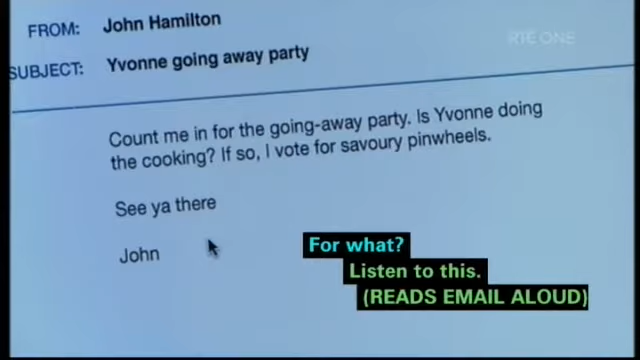 FROM: John Hamilton
RTÉ ONE
SUBJECT: Yvonne going away party
Count me in for the going-away party. Is Yvonne doing
the cooking? If so, I vote for savoury pinwheels.
See ya there
John
For what?
Listen to this.
(READS EMAIL ALOUD)